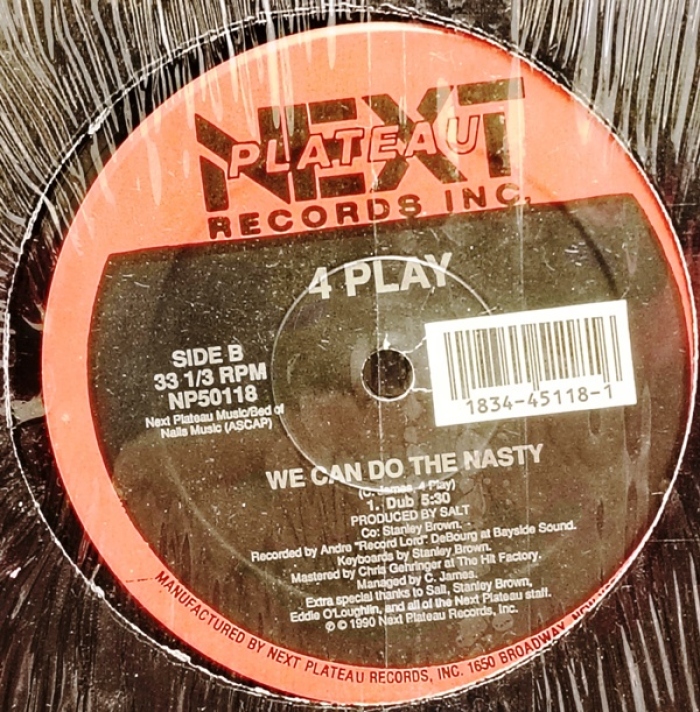 NEXT
PLATEAU
RECORDS INC.
4 PLAY
SIDE B
33 1/3 RPM
NP50118
Next Plateau Music/Bed of
Nails Music (ASCAP)
1834-45118-1
WE CAN DO THE NASTY
(C. James, 4 Play)
1. Dub 5:30
PRODUCED BY SALT
Co: Stanley Brown.
Recorded by Andre "Record Lord" DeBourg at Bayside Sound.
Keyboards by Stanley Brown.
Mastered by Chris Gehringer at The Hit Factory.
Managed by C. James.
Extra special thanks to Salt, Stanley Brown,
Eddie O'Loughlin, and all of the Next Plateau staff.
℗ © 1990 Next Plateau Records, Inc.
MANUFACTURED BY NEXT PLATEAU RECORDS, INC. 1650 BROADWAY,